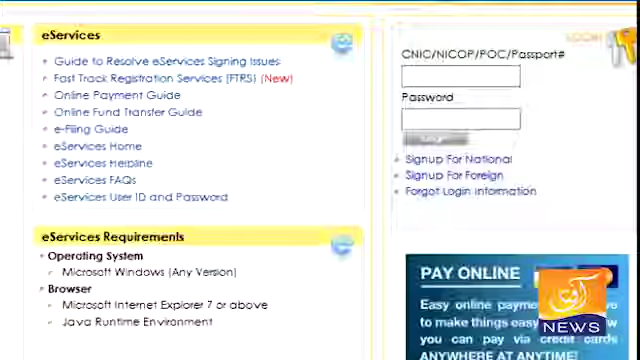 eServices
Guide to Resolve eServices Signing Issues
Fast Track Registration Services (FTRS) (New)
Online Payment Guide
Online Fund Transfer Guide
e-Filing Guide
eServices Home
eServices Helpline
eServices FAQs
eServices User ID and Password
eServices Requirements
Operating System
Microsoft Windows (Any Version)
Browser
Microsoft Internet Explorer 7 or above
Java Runtime Environment
LOGIN
CNIC/NICOP/POC/Passport#
Password
Signup For National
Signup For Foreign
Forgot Login Information
PAY ONLINE
Easy online payme
to make things easy
you can pay via credit cards
ANYWHERE AT ANYTIME!
آپ
NEWS